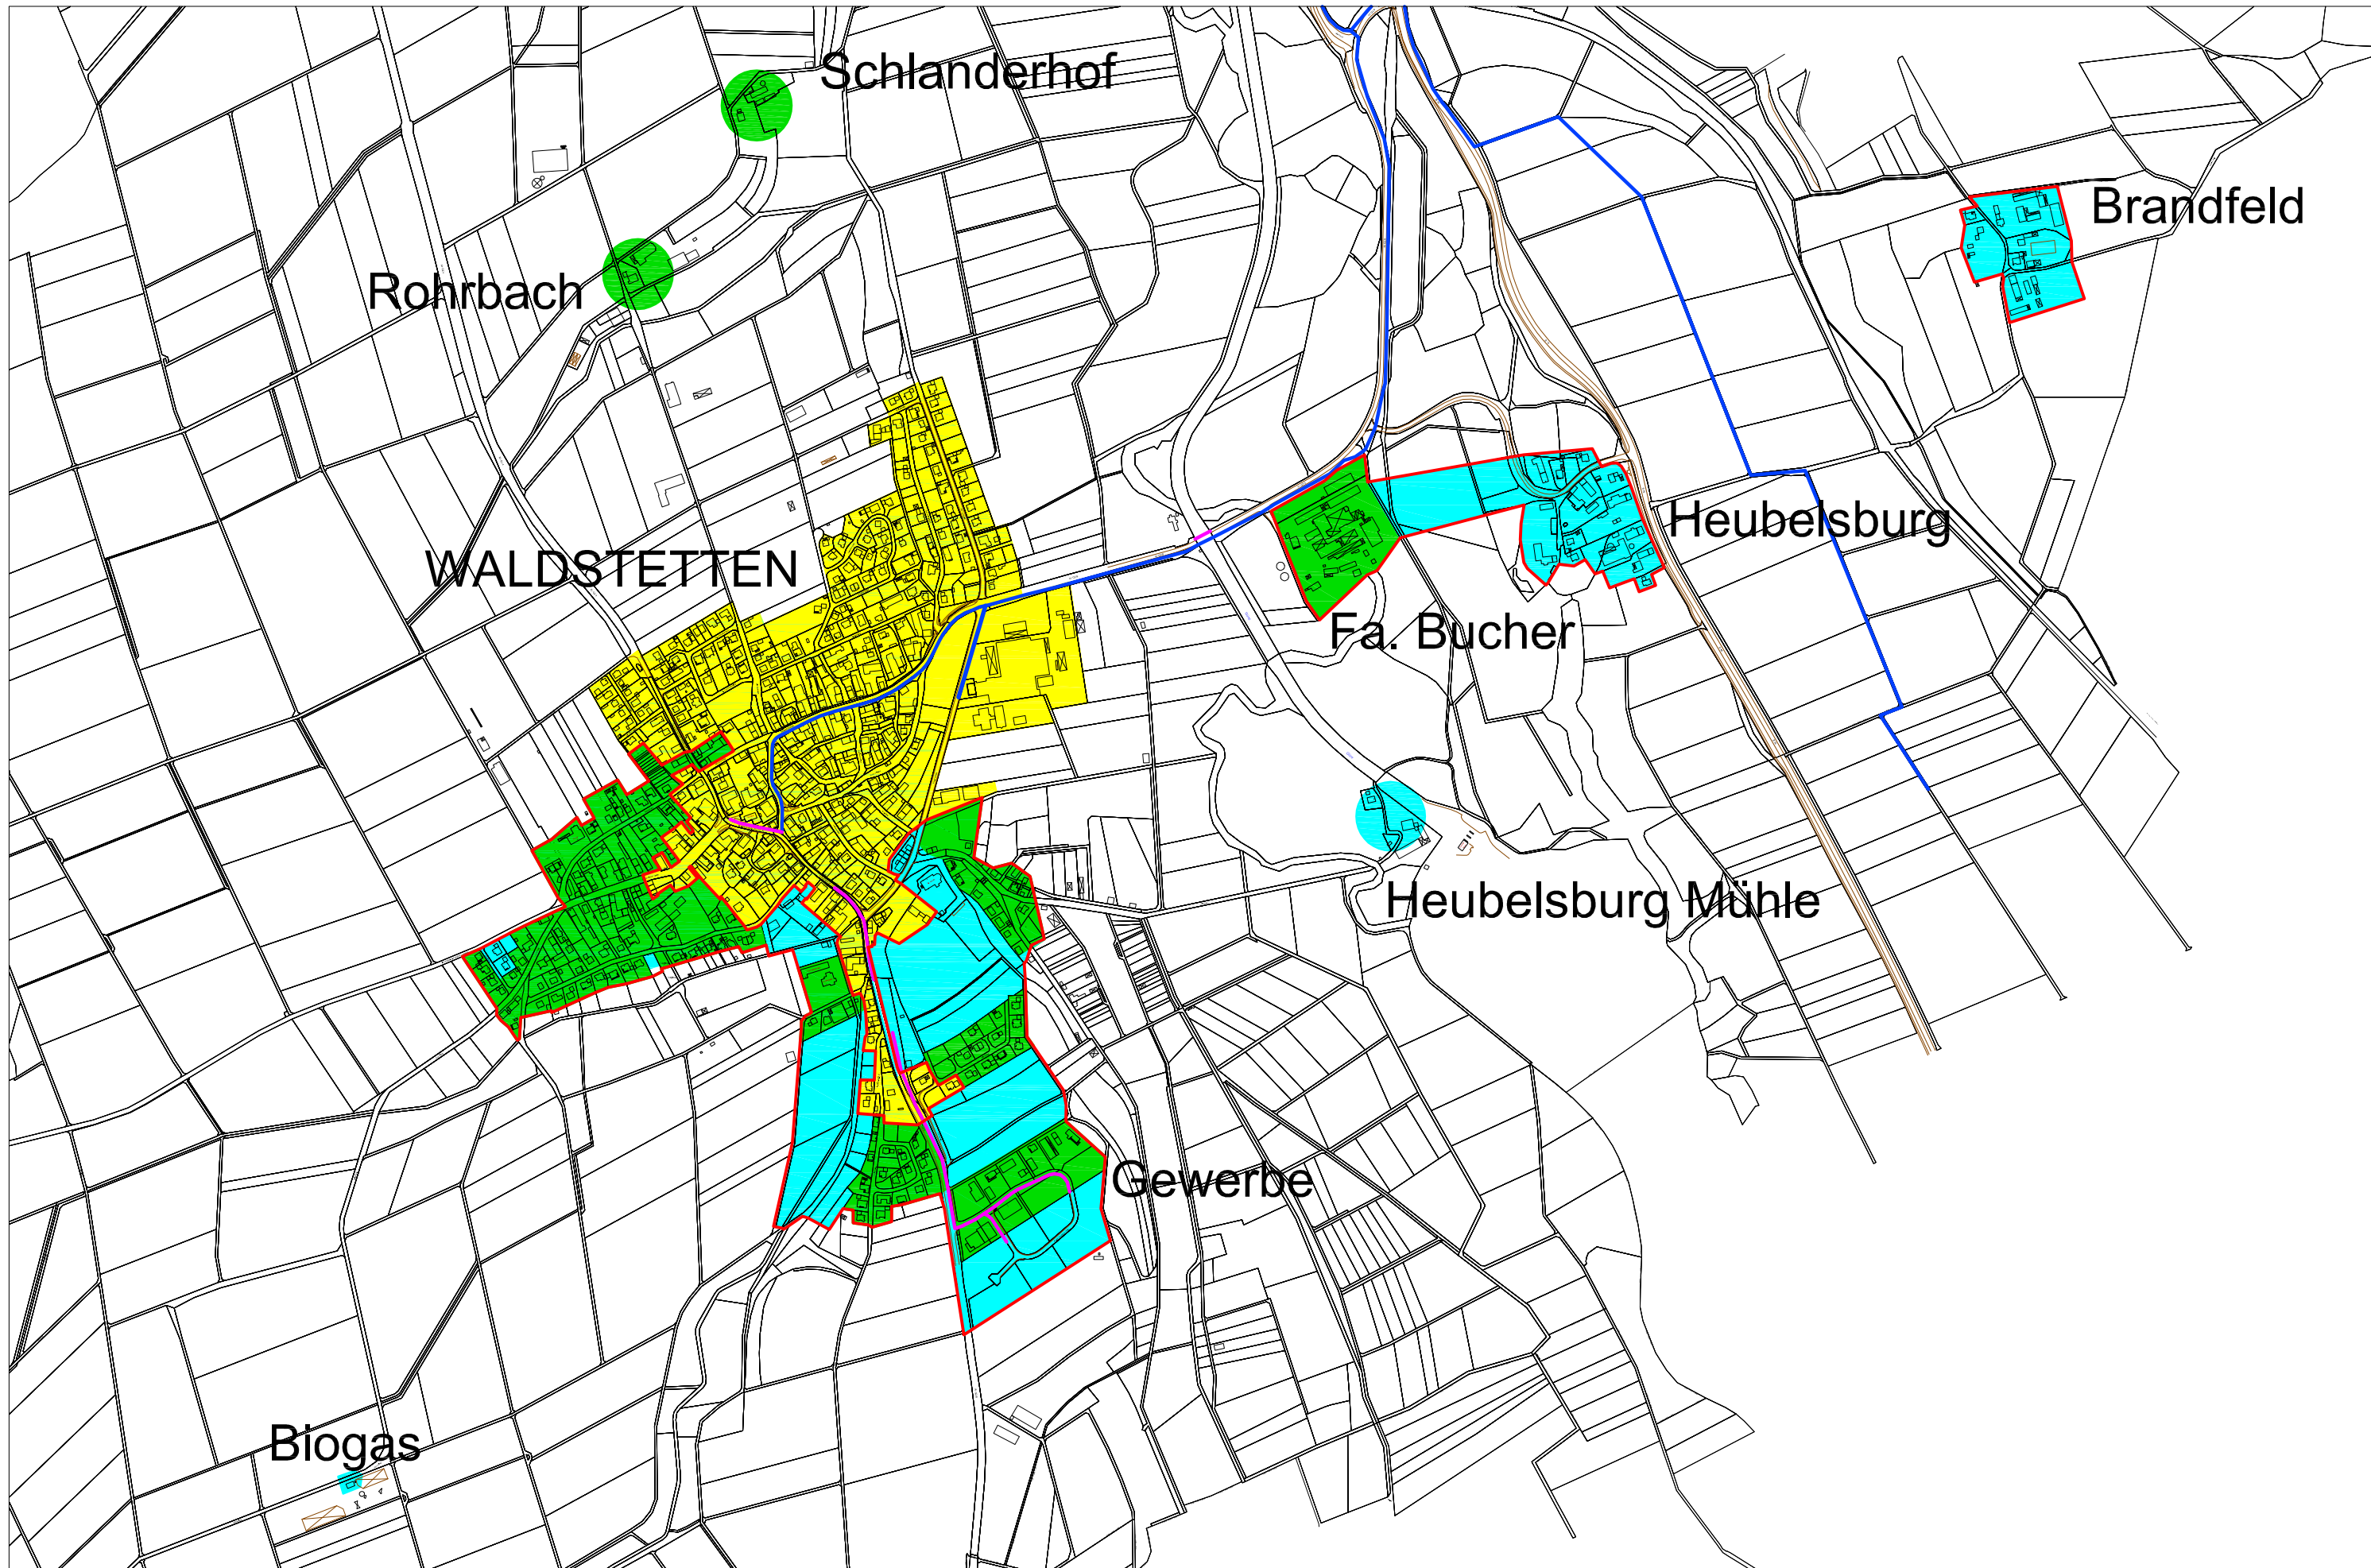 Schlanderhof
Brandfeld
Rohrbach
Heubelsburg
WALDSTETTEN
Fa. Bucher
Heubelsburg Mühle
Gewerbe
Biogas